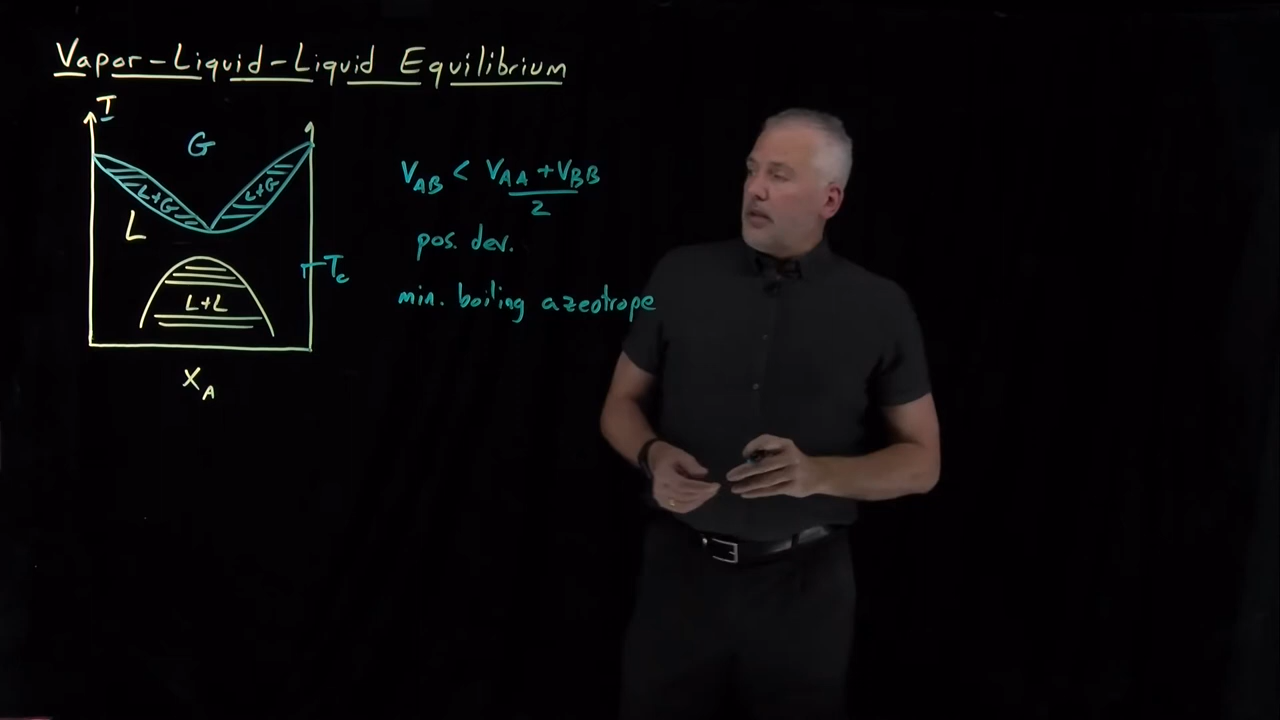 Vapor-Liquid-Liquid Equilibrium
T
G
L+G
L+G
L
T_c
L+L
X_A
V_AB < (V_AA + V_BB)/2
pos. dev.
min. boiling azeotrope